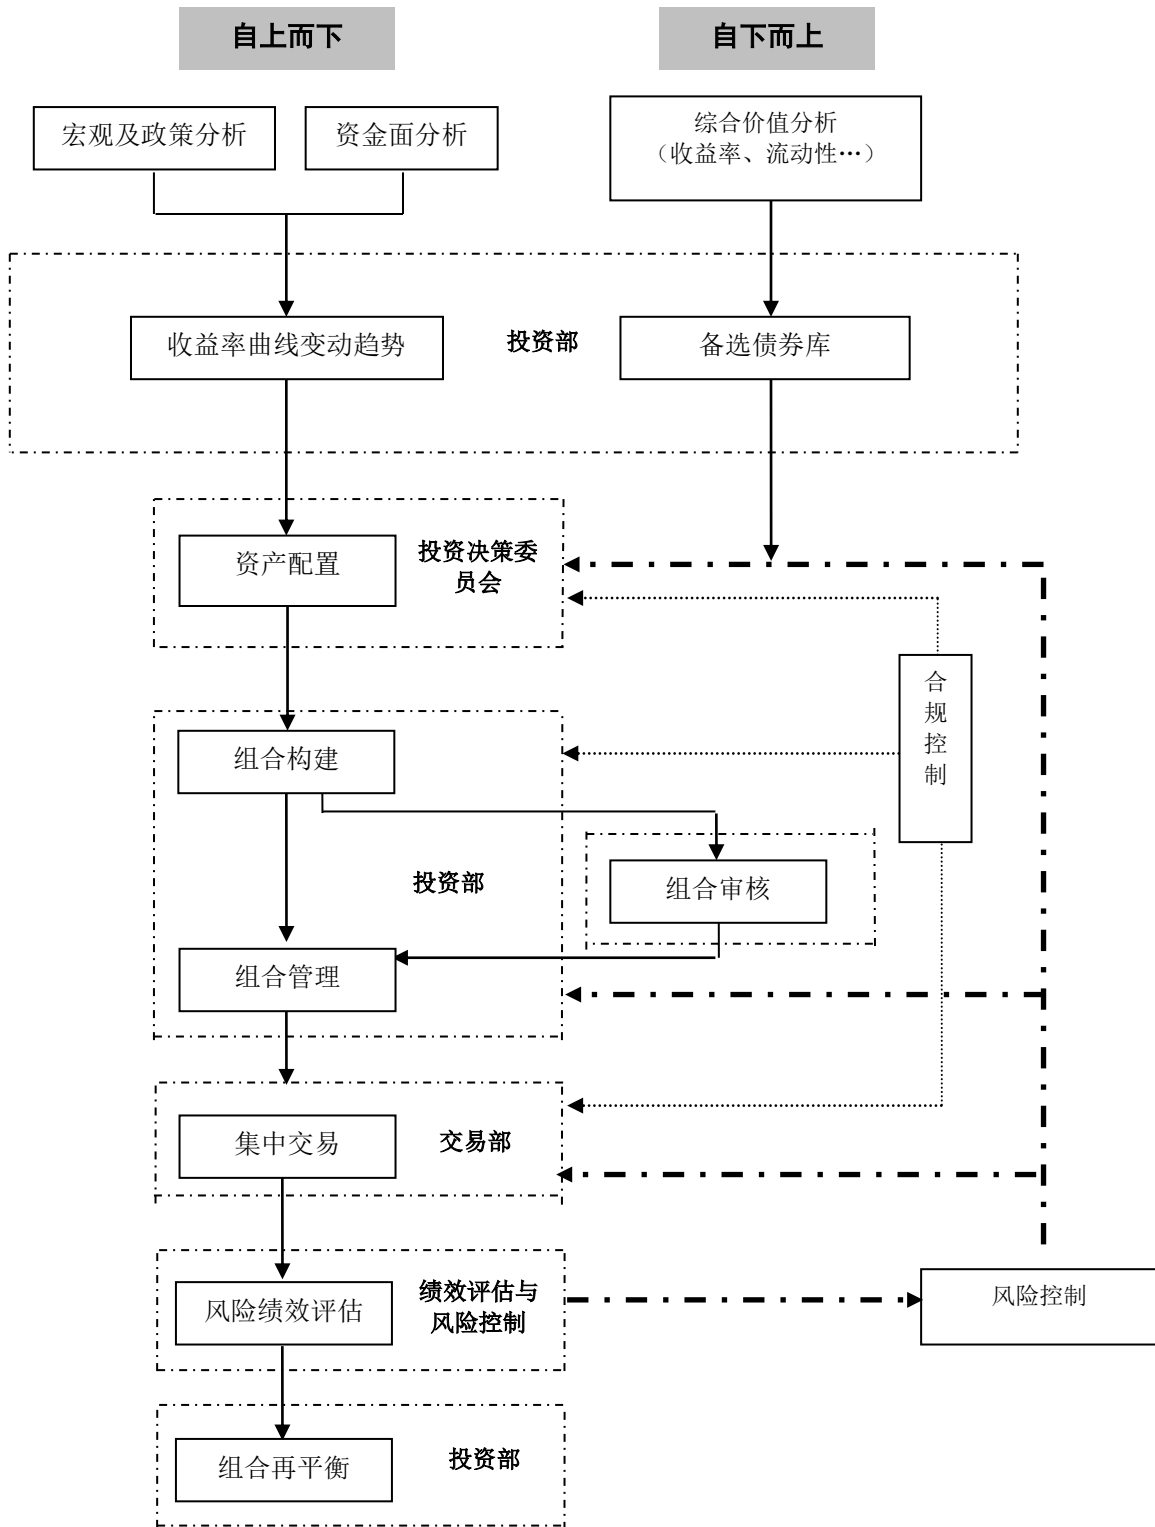 自上而下
自下而上
宏观及政策分析
资金面分析
综合价值分析
（收益率、流动性…）
收益率曲线变动趋势
投资部
备选债券库
资产配置
投资决策委
员会
合
规
控
制
组合构建
投资部
组合审核
组合管理
集中交易
交易部
风险绩效评估
绩效评估与
风险控制
风险控制
组合再平衡
投资部